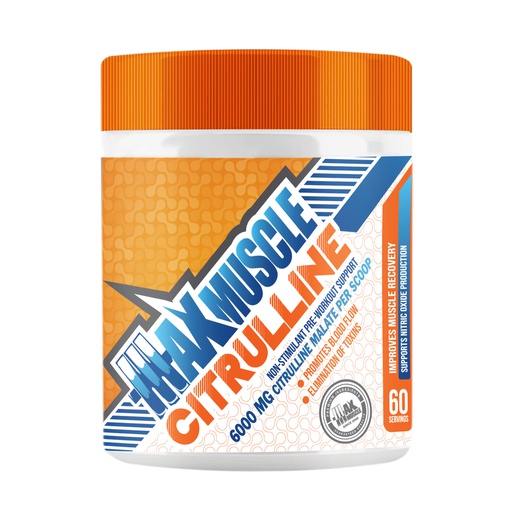 MAX MUSCLE
CITRULLINE
NON-STIMULANT PRE-WORKOUT SUPPORT
6000 MG CITRULLINE MALATE PER SCOOP
• PROMOTES BLOOD FLOW
• ELIMINATION OF TOXINS
IMPROVES MUSCLE RECOVERY
SUPPORTS NITRIC OXIDE PRODUCTION
60
SERVINGS
MAX